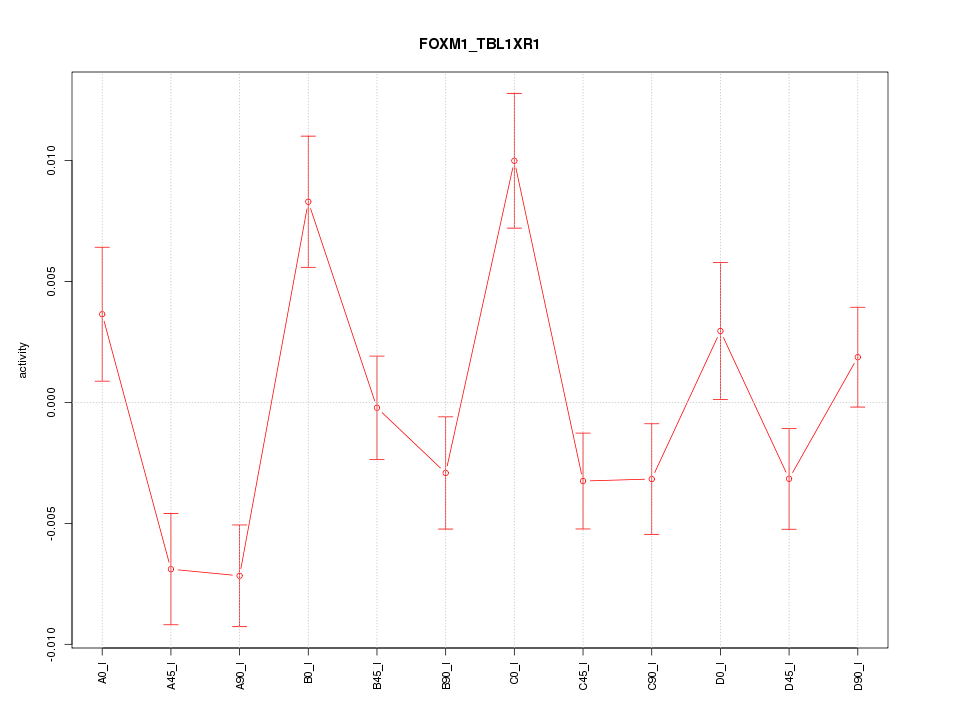 FOXM1_TBL1XR1
activity
0.010
0.005
0.000
-0.005
-0.010
A0_I
A45_I
A90_I
B0_I
B45_I
B90_I
C0_I
C45_I
C90_I
D0_I
D45_I
D90_I